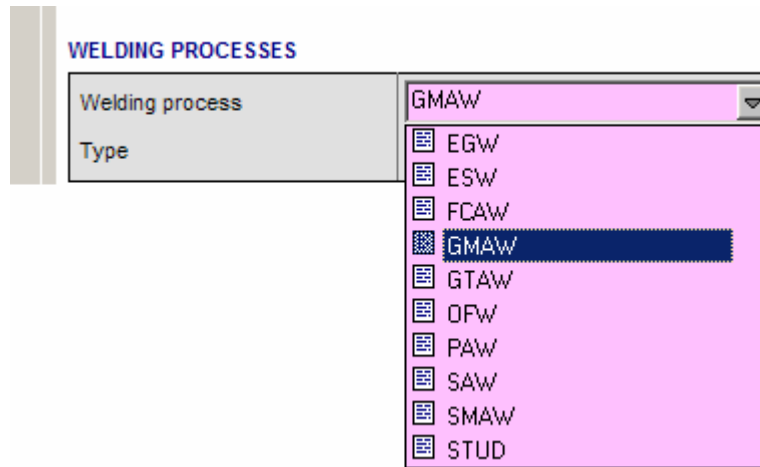 WELDING PROCESSES
Welding process GMAW
Type
EGW
ESW
FCAW
GMAW
GTAW
OFW
PAW
SAW
SMAW
STUD